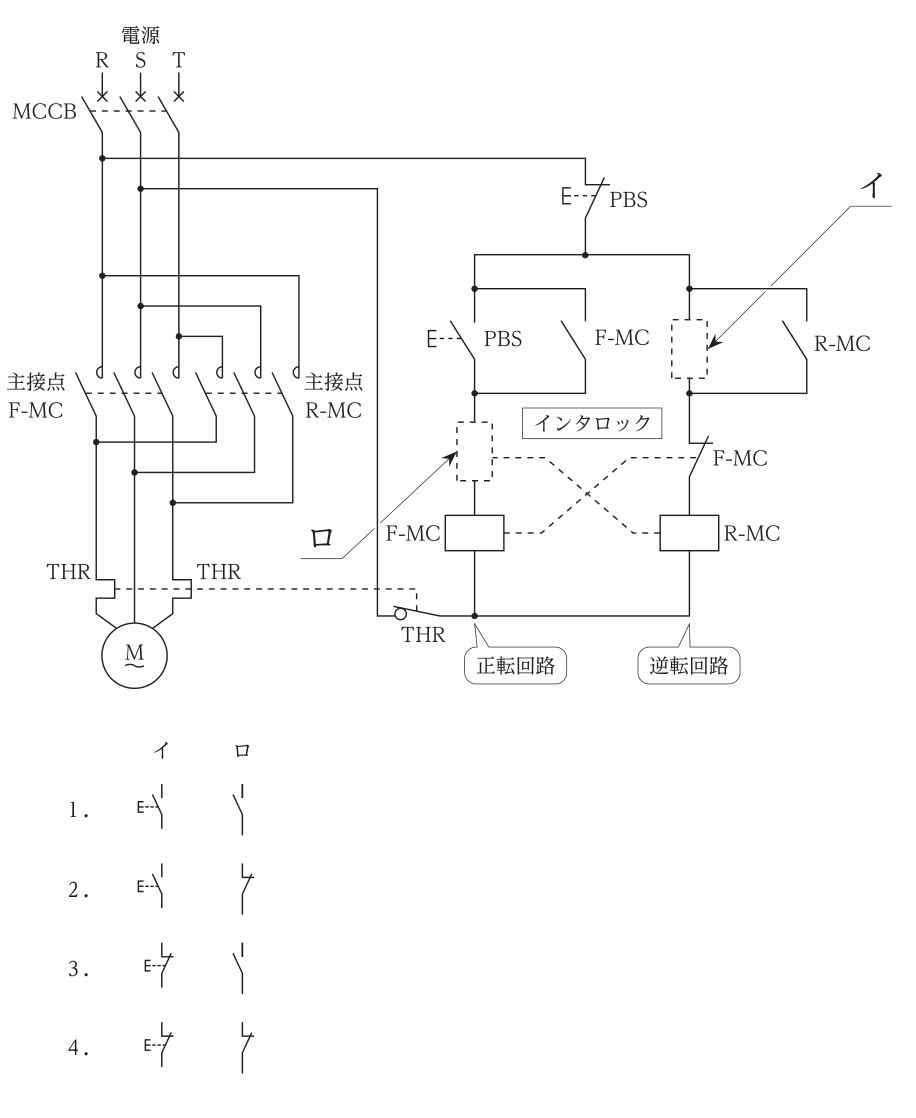 電源
R S T
MCCB
イ
PBS
PBS
F-MC
R-MC
主接点
F-MC
主接点
R-MC
インタロック
F-MC
ロ
F-MC
R-MC
THR
THR
THR
M
正転回路
逆転回路
イ ロ
1.
2.
3.
4.